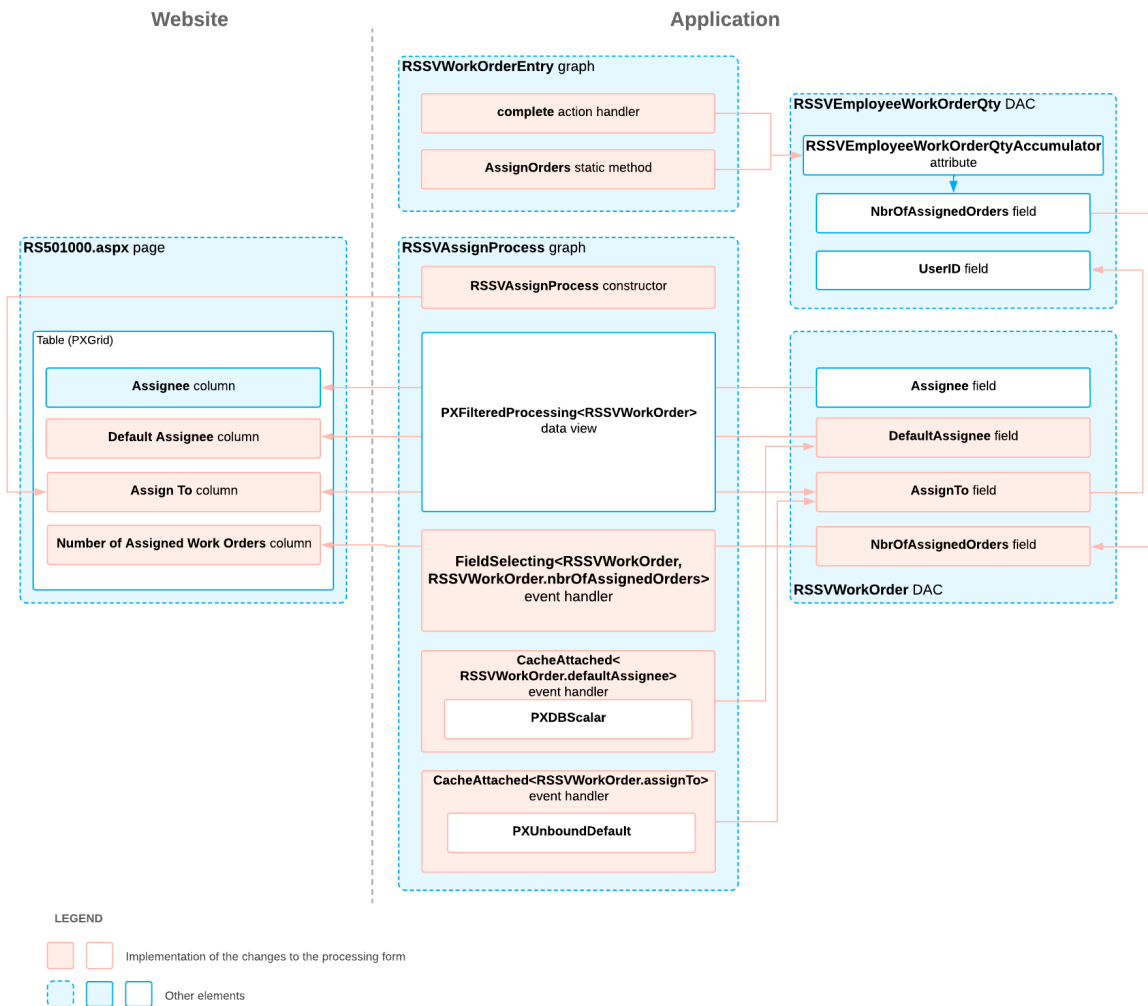 Website
Application
RSSVWorkOrderEntry graph
complete action handler
AssignOrders static method
RSSVEmployeeWorkOrderQty DAC
RSSVEmployeeWorkOrderQtyAccumulator
attribute
NbrOfAssignedOrders field
UserID field
RS501000.aspx page
Table (PXGrid)
Assignee column
Default Assignee column
Assign To column
Number of Assigned Work Orders column
RSSVAssignProcess graph
RSSVAssignProcess constructor
PXFilteredProcessing<RSSVWorkOrder>
data view
FieldSelecting<RSSVWorkOrder,
RSSVWorkOrder.nbrOfAssignedOrders>
event handler
CacheAttached<
RSSVWorkOrder.defaultAssignee>
event handler
PXDBScalar
CacheAttached<RSSVWorkOrder.assignTo>
event handler
PXUnboundDefault
Assignee field
DefaultAssignee field
AssignTo field
NbrOfAssignedOrders field
RSSVWorkOrder DAC
LEGEND
Implementation of the changes to the processing form
Other elements